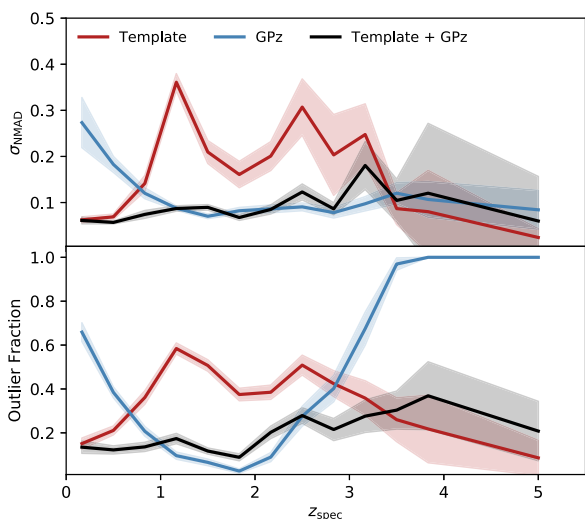 Template GPz Template + GPz
0.5
0.4
0.3
0.2
0.1
σNMAD
1.0
0.8
0.6
0.4
0.2
Outlier Fraction
0 1 2 3 4 5
zspec